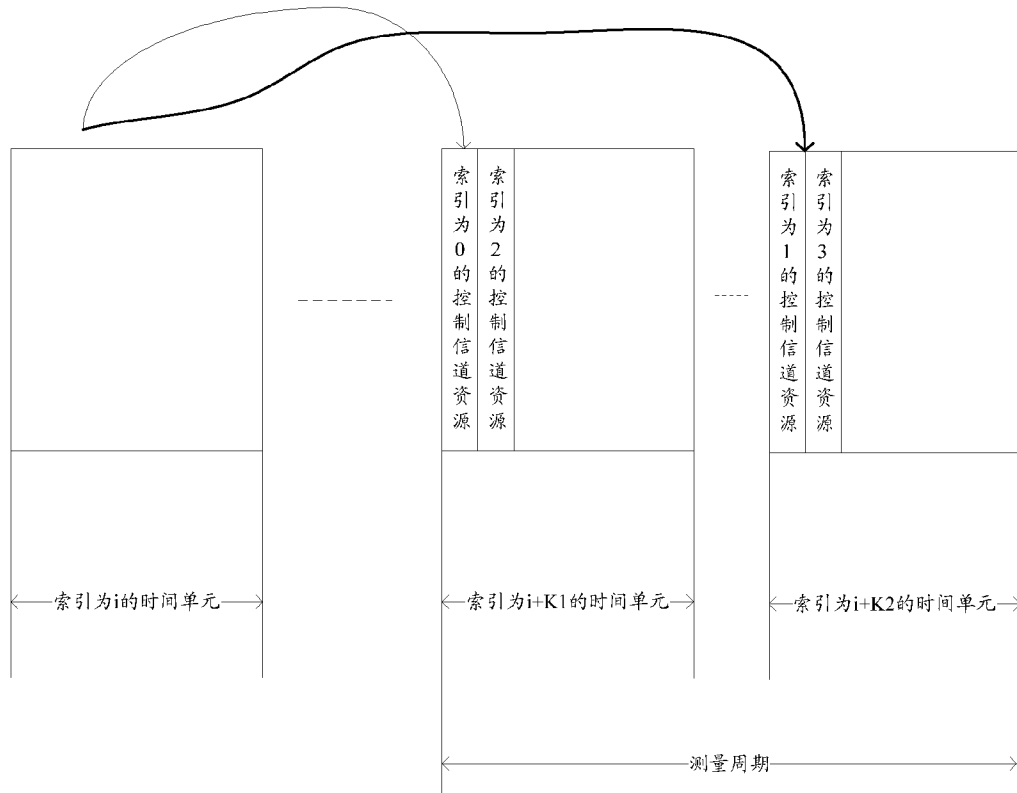 索引为0的控制信道资源
索引为2的控制信道资源
索引为1的控制信道资源
索引为3的控制信道资源
索引为i的时间单元
索引为i+K1的时间单元
索引为i+K2的时间单元
测量周期